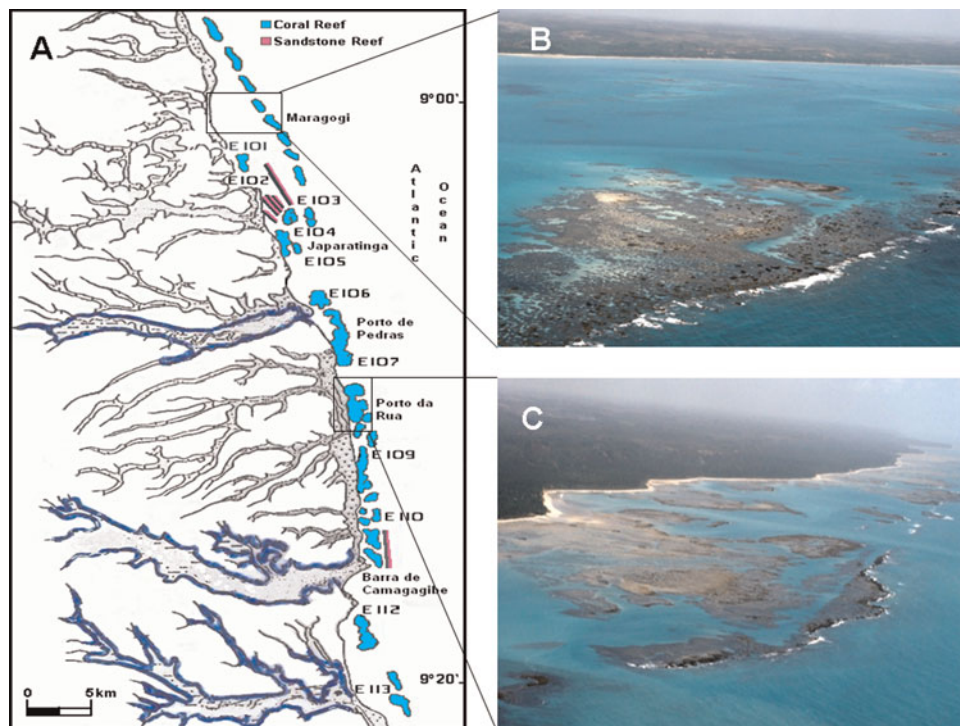 A
Coral Reef
Sandstone Reef
9°00'
Maragogi
E101
E102
E103
E104
Japaratinga
E105
Atlantic
Ocean
E106
Porto de
Pedras
E107
Porto da
Rua
E109
E110
Barra de
Camagagibe
E112
E113
9°20'
0 5km
B
C